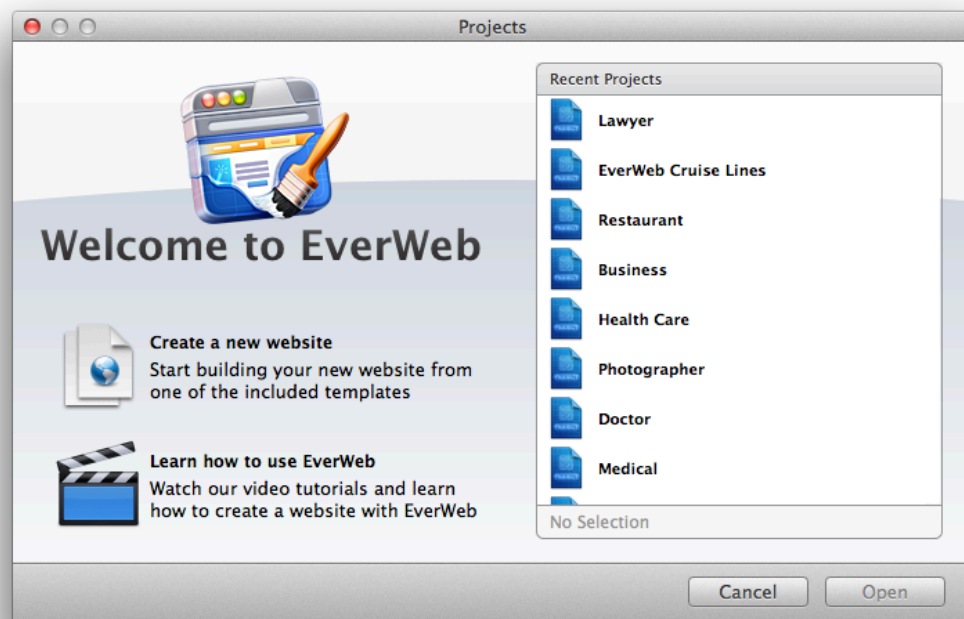 Projects
Welcome to EverWeb
Create a new website
Start building your new website from
one of the included templates
Learn how to use EverWeb
Watch our video tutorials and learn
how to create a website with EverWeb
Recent Projects
Lawyer
EverWeb Cruise Lines
Restaurant
Business
Health Care
Photographer
Doctor
Medical
No Selection
Cancel
Open